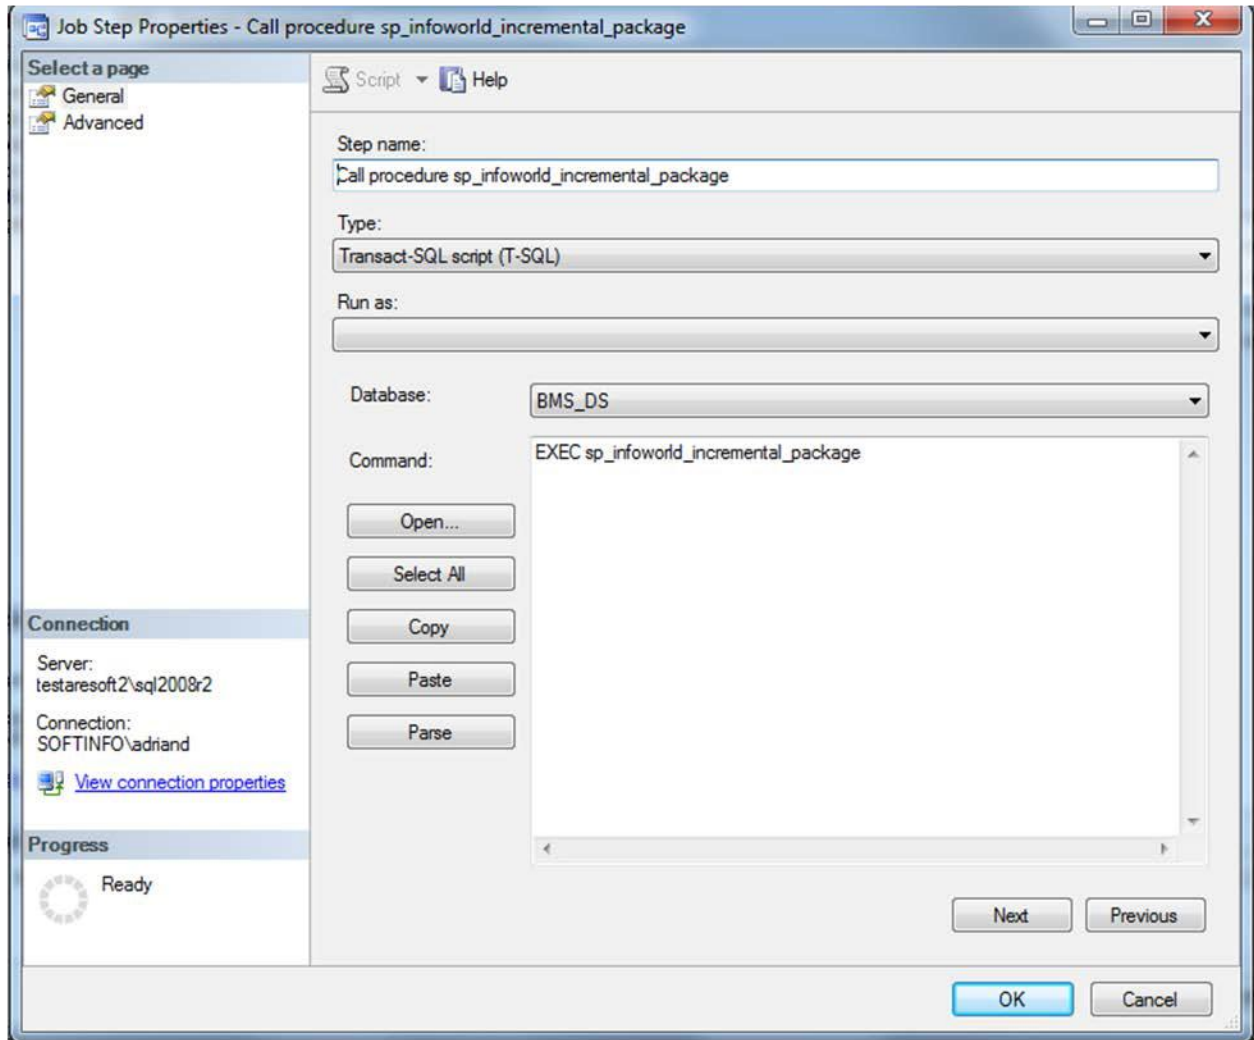 Job Step Properties - Call procedure sp_infoworld_incremental_package
Select a page
General
Advanced
Script
Help
Step name:
Call procedure sp_infoworld_incremental_package
Type:
Transact-SQL script (T-SQL)
Run as:
Database:
BMS_DS
Command:
EXEC sp_infoworld_incremental_package
Open...
Select All
Copy
Paste
Parse
Connection
Server:
testaresoft2\sql2008r2
Connection:
SOFTINFO\adriand
View connection properties
Progress
Ready
Next
Previous
OK
Cancel